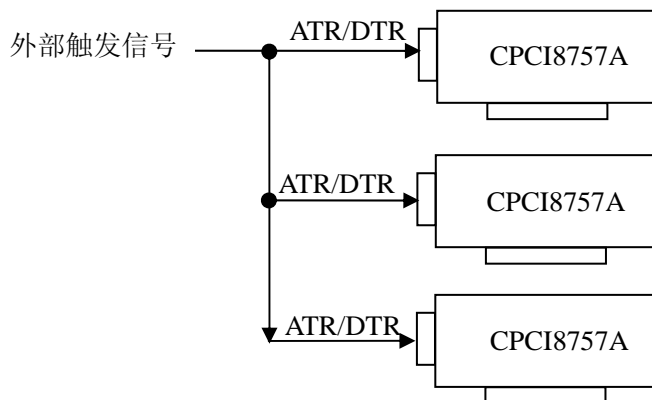 外部触发信号
ATR/DTR
CPCI8757A
ATR/DTR
CPCI8757A
ATR/DTR
CPCI8757A